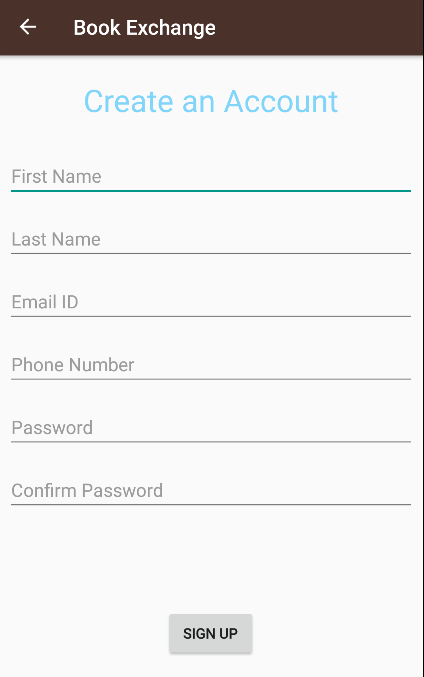 Book Exchange
Create an Account
First Name
Last Name
Email ID
Phone Number
Password
Confirm Password
SIGN UP